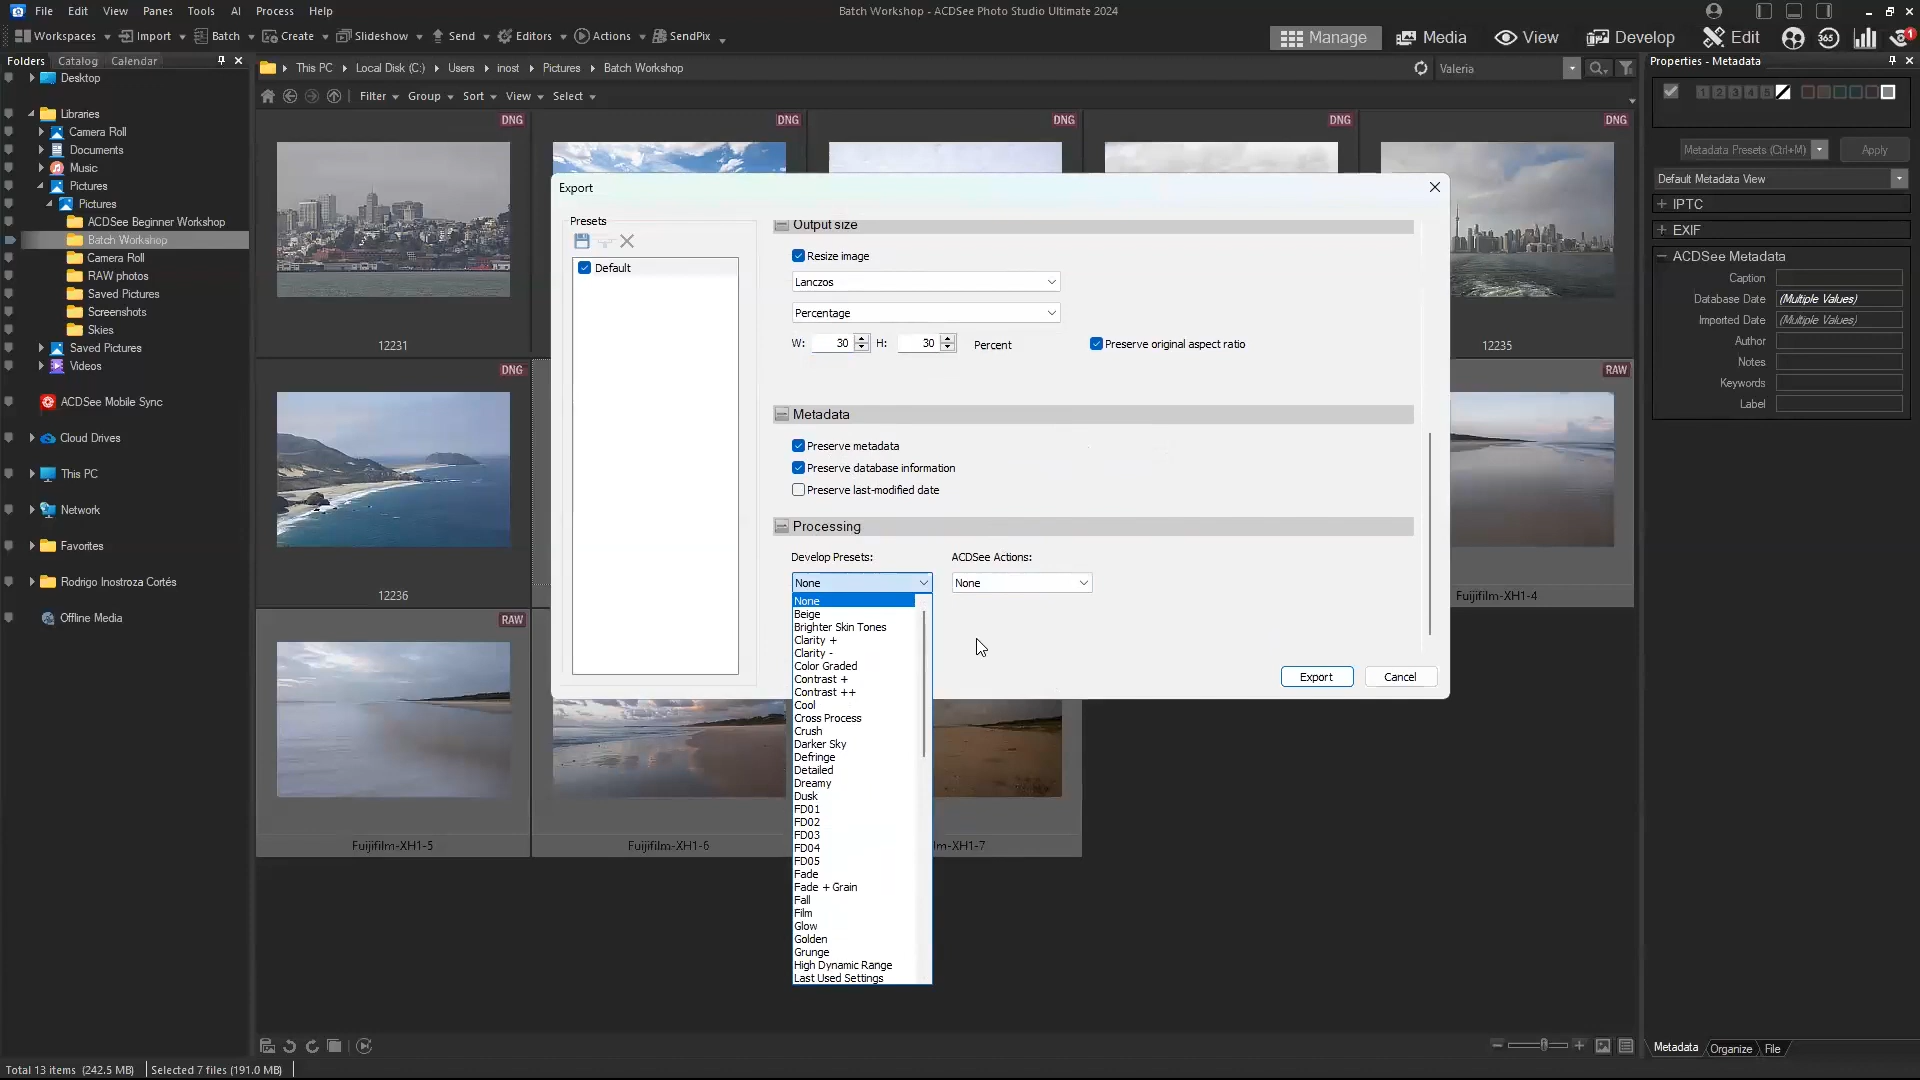 File Edit View Panes Tools AI Process Help
Batch Workshop - ACDSee Photo Studio Ultimate 2024
Workspaces Import Batch Create Slideshow Send Editors Actions SendPix
Manage Media View Develop Edit 365 1
Folders Catalog Calendar
This PC Local Disk (C:) Users inost Pictures Batch Workshop
Valeria
Properties - Metadata
Filter Group Sort View Select
Desktop
Libraries
Camera Roll
Documents
Music
Pictures
Pictures
ACDSee Beginner Workshop
Batch Workshop
Camera Roll
RAW photos
Saved Pictures
Screenshots
Skies
Saved Pictures
Videos
ACDSee Mobile Sync
Cloud Drives
This PC
Network
Favorites
Rodrigo Inostroza Cortés
Offline Media
DNG DNG DNG DNG DNG
12231
12235
DNG
RAW
12236
Fuijifilm-XH1-4
RAW
Fuijifilm-XH1-5
Fuijifilm-XH1-6
lm-XH1-7
Export
Presets
Default
Output size
Resize image
Lanczos
Percentage
W: 30 H: 30 Percent
Preserve original aspect ratio
Metadata
Preserve metadata
Preserve database information
Preserve last-modified date
Processing
Develop Presets: ACDSee Actions:
None None
None
Beige
Brighter Skin Tones
Clarity +
Clarity -
Color Graded
Contrast +
Contrast ++
Cool
Cross Process
Crush
Darker Sky
Defringe
Detailed
Dreamy
Dusk
FD01
FD02
FD03
FD04
FD05
Fade
Fade + Grain
Fall
Film
Glow
Golden
Grunge
High Dynamic Range
Last Used Settings
Export Cancel
1 2 3 4 5
Metadata Presets (Ctrl+M) Apply
Default Metadata View
IPTC
EXIF
ACDSee Metadata
Caption
Database Date (Multiple Values)
Imported Date (Multiple Values)
Author
Notes
Keywords
Label
Metadata Organize File
Total 13 items (242.5 MB) Selected 7 files (191.0 MB)